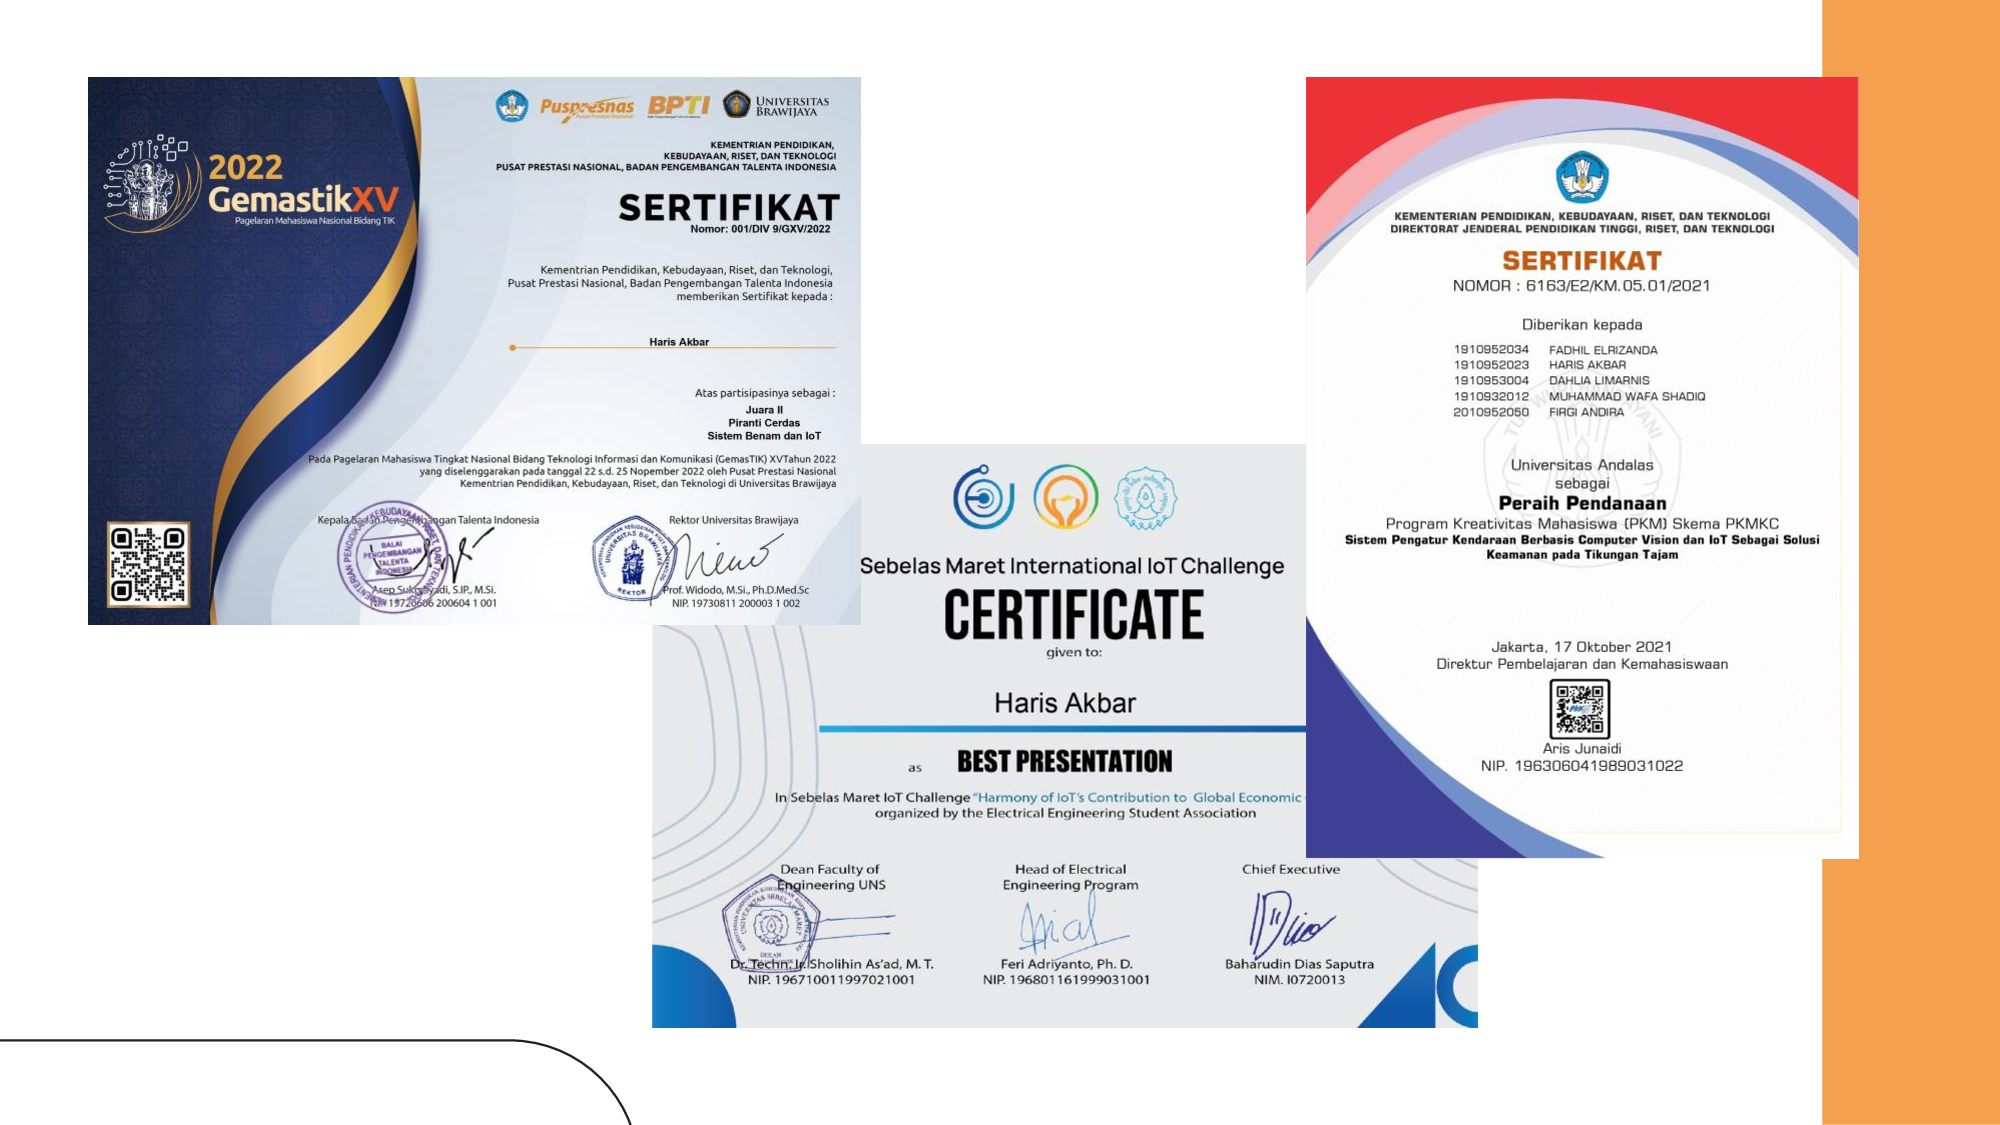 2022
GemastikXV
Pagelaran Mahasiswa Nasional Bidang TIK
Puspresnas
Pusat Prestasi Nasional
BPTI
UNIVERSITAS
BRAWIJAYA
KEMENTRIAN PENDIDIKAN,
KEBUDAYAAN, RISET, DAN TEKNOLOGI
PUSAT PRESTASI NASIONAL, BADAN PENGEMBANGAN TALENTA INDONESIA
SERTIFIKAT
Nomor: 001/DIV 9/GXV/2022
Kementrian Pendidikan, Kebudayaan, Riset, dan Teknologi,
Pusat Prestasi Nasional, Badan Pengembangan Talenta Indonesia
memberikan Sertifikat kepada :
Haris Akbar
Atas partisipasinya sebagai :
Juara II
Piranti Cerdas
Sistem Benam dan IoT
Pada Pagelaran Mahasiswa Tingkat Nasional Bidang Teknologi Informasi dan Komunikasi (GemasTIK) XVTahun 2022
yang diselenggarakan pada tanggal 22 s.d. 25 Nopember 2022 oleh Pusat Prestasi Nasional
Kementrian Pendidikan, Kebudayaan, Riset, dan Teknologi di Universitas Brawijaya
Kepala Badan Pengembangan Talenta Indonesia
BALAI
PENGEMBANGAN
TALENTA
INDONESIA
Asep Sukmayadi, S.IP., M.Si.
NIP. 19720606 200604 1 001
Rektor Universitas Brawijaya
UNIVERSITAS BRAWIJAYA
REKTOR
Prof. Widodo, M.Si., Ph.D.Med.Sc
NIP. 19730811 200003 1 002
Sebelas Maret International IoT Challenge
CERTIFICATE
given to:
Haris Akbar
as BEST PRESENTATION
In Sebelas Maret IoT Challenge "Harmony of IoT's Contribution to Global Economic
organized by the Electrical Engineering Student Association
Dean Faculty of
Engineering UNS
DEKAN
Dr. Techn. Ir. Sholihin As'ad, M. T.
NIP. 196710011997021001
Head of Electrical
Engineering Program
Feri Adriyanto, Ph. D.
NIP. 196801161999031001
Chief Executive
Baharudin Dias Saputra
NIM. I0720013
KEMENTERIAN PENDIDIKAN, KEBUDAYAAN, RISET, DAN TEKNOLOGI
DIREKTORAT JENDERAL PENDIDIKAN TINGGI, RISET, DAN TEKNOLOGI
SERTIFIKAT
NOMOR : 6163/E2/KM.05.01/2021
Diberikan kepada
1910952034 FADHIL ELRIZANDA
1910952023 HARIS AKBAR
1910953004 DAHLIA LIMARNIS
1910932012 MUHAMMAD WAFA SHADIQ
2010952050 FIRGI ANDIRA
Universitas Andalas
sebagai
Peraih Pendanaan
Program Kreativitas Mahasiswa (PKM) Skema PKMKC
Sistem Pengatur Kendaraan Berbasis Computer Vision dan IoT Sebagai Solusi
Keamanan pada Tikungan Tajam
Jakarta, 17 Oktober 2021
Direktur Pembelajaran dan Kemahasiswaan
Aris Junaidi
NIP. 196306041989031022